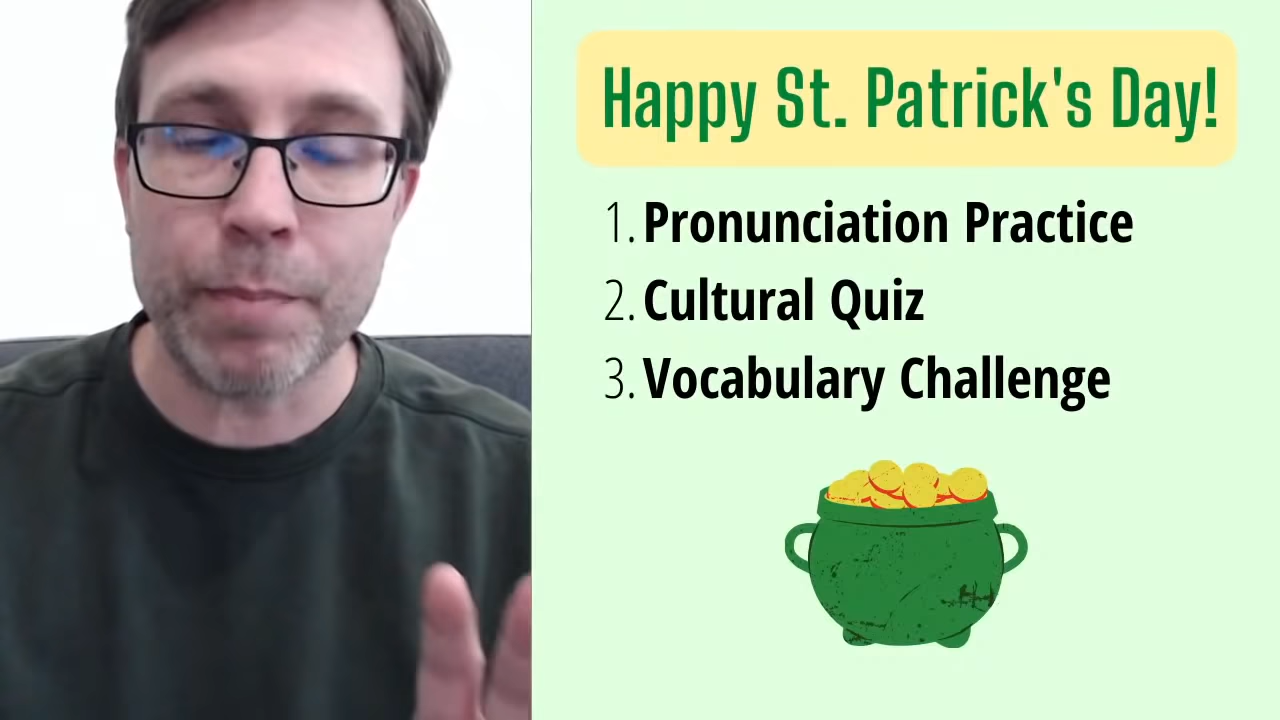 Happy St. Patrick's Day!
1. Pronunciation Practice
2. Cultural Quiz
3. Vocabulary Challenge